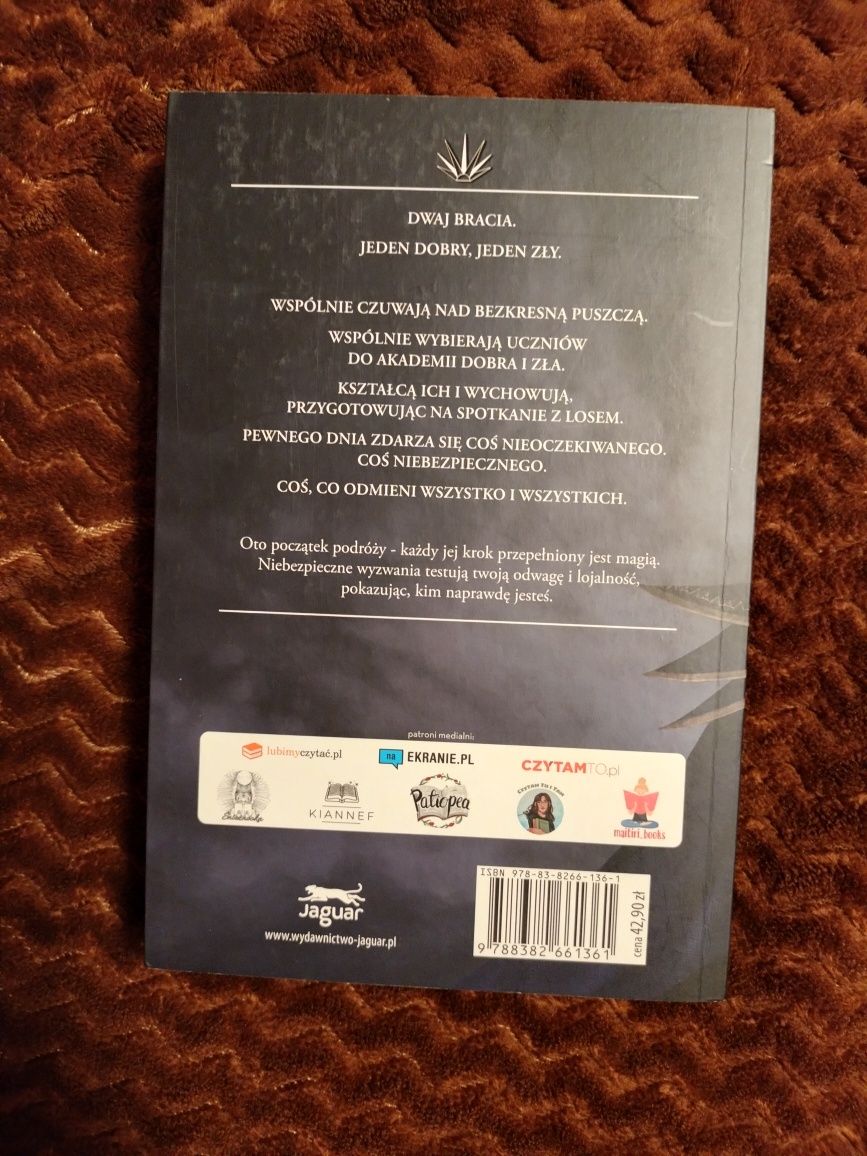 DWAJ BRACIA.
JEDEN DOBRY, JEDEN ZŁY.
WSPÓLNIE CZUWAJĄ NAD BEZKRESNĄ PUSZCZĄ.
WSPÓLNIE WYBIERAJĄ UCZNIÓW
DO AKADEMII DOBRA I ZŁA.
KSZTAŁCĄ ICH I WYCHOWUJĄ,
PRZYGOTOWUJĄC NA SPOTKANIE Z LOSEM.
PEWNEGO DNIA ZDARZA SIĘ COŚ NIEOCZEKIWANEGO.
COŚ NIEBEZPIECZNEGO.
COŚ, CO ODMIENI WSZYSTKO I WSZYSTKICH.
Oto początek podróży - każdy jej krok przepełniony jest magią.
Niebezpieczne wyzwania testują twoją odwagę i lojalność,
pokazując, kim naprawdę jesteś.
patroni medialni:
lubimyczytać.pl
na EKRANIE.PL
CZYTAMTO.pl
KIANNEF
Patiopea
CZYTAM TU I TAM
maitiri_books
ISBN 978-83-8266-136-1
9 788382 661361
cena 42,90 zł
Jaguar
www.wydawnictwo-jaguar.pl